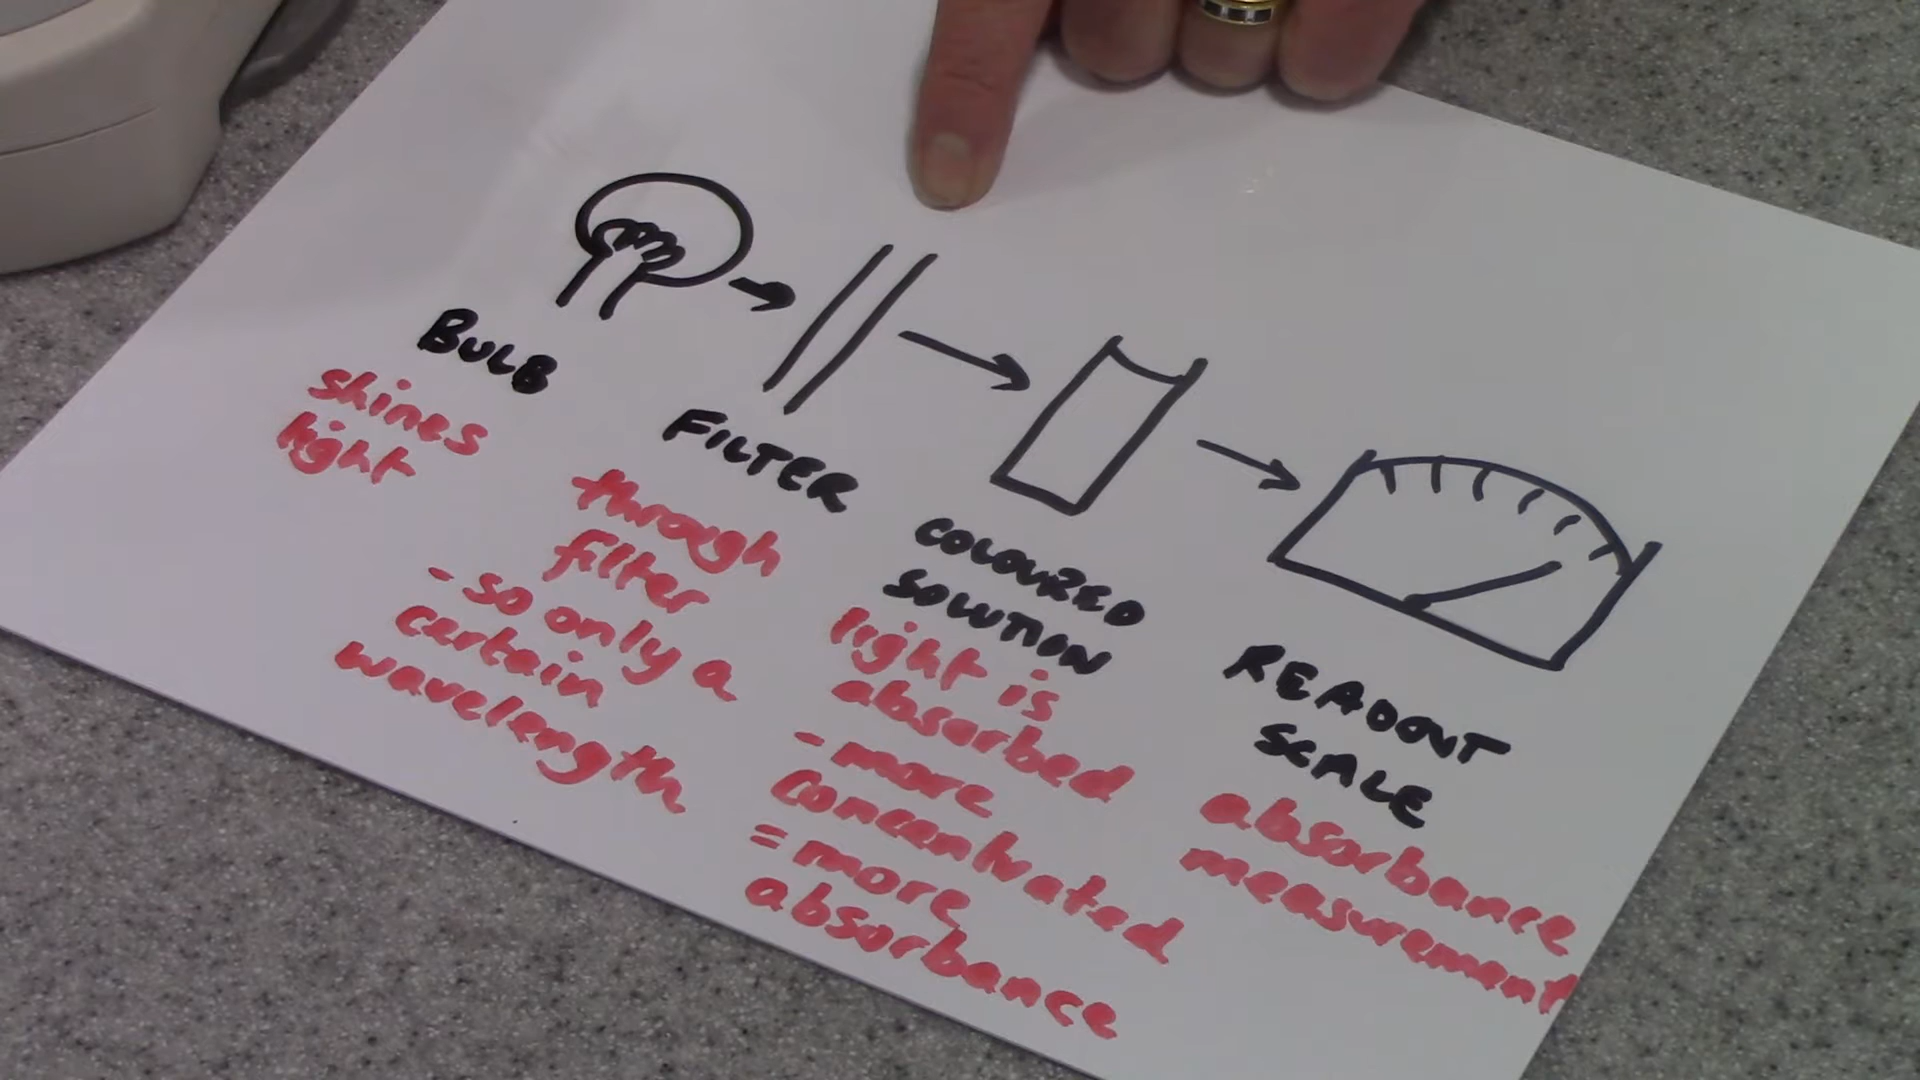 BULB
shines
light
FILTER
through
filter
- so only a
certain
wavelength
COLOURED
SOLUTION
light is
absorbed
- more
concentrated
= more
absorbance
READOUT
SCALE
absorbance
measurement